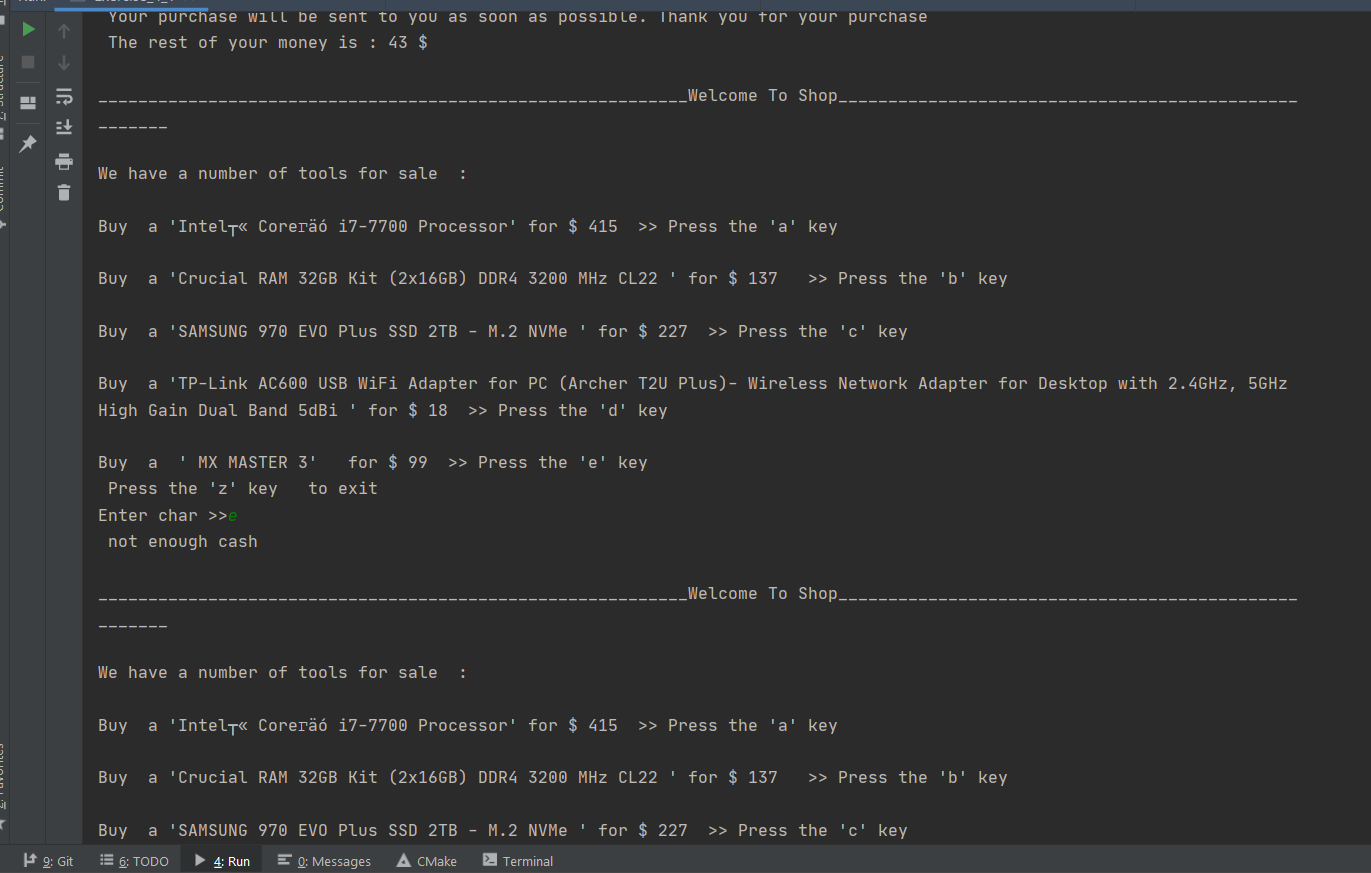 Your purchase will be sent to you as soon as possible. Thank you for your purchase
The rest of your money is : 43 $
___________________________________________________________Welcome To Shop______________________________________________
_______
We have a number of tools for sale  :
Buy  a 'Intel┬« CoreΓäó i7-7700 Processor' for $ 415  >> Press the 'a' key
Buy  a 'Crucial RAM 32GB Kit (2x16GB) DDR4 3200 MHz CL22 ' for $ 137   >> Press the 'b' key
Buy  a 'SAMSUNG 970 EVO Plus SSD 2TB - M.2 NVMe ' for $ 227  >> Press the 'c' key
Buy  a 'TP-Link AC600 USB WiFi Adapter for PC (Archer T2U Plus)- Wireless Network Adapter for Desktop with 2.4GHz, 5GHz
High Gain Dual Band 5dBi ' for $ 18  >> Press the 'd' key
Buy  a  ' MX MASTER 3'   for $ 99  >> Press the 'e' key
Press the 'z' key   to exit
Enter char >>e
not enough cash
___________________________________________________________Welcome To Shop______________________________________________
_______
We have a number of tools for sale  :
Buy  a 'Intel┬« CoreΓäó i7-7700 Processor' for $ 415  >> Press the 'a' key
Buy  a 'Crucial RAM 32GB Kit (2x16GB) DDR4 3200 MHz CL22 ' for $ 137   >> Press the 'b' key
Buy  a 'SAMSUNG 970 EVO Plus SSD 2TB - M.2 NVMe ' for $ 227  >> Press the 'c' key
9: Git
6: TODO
4: Run
0: Messages
CMake
Terminal